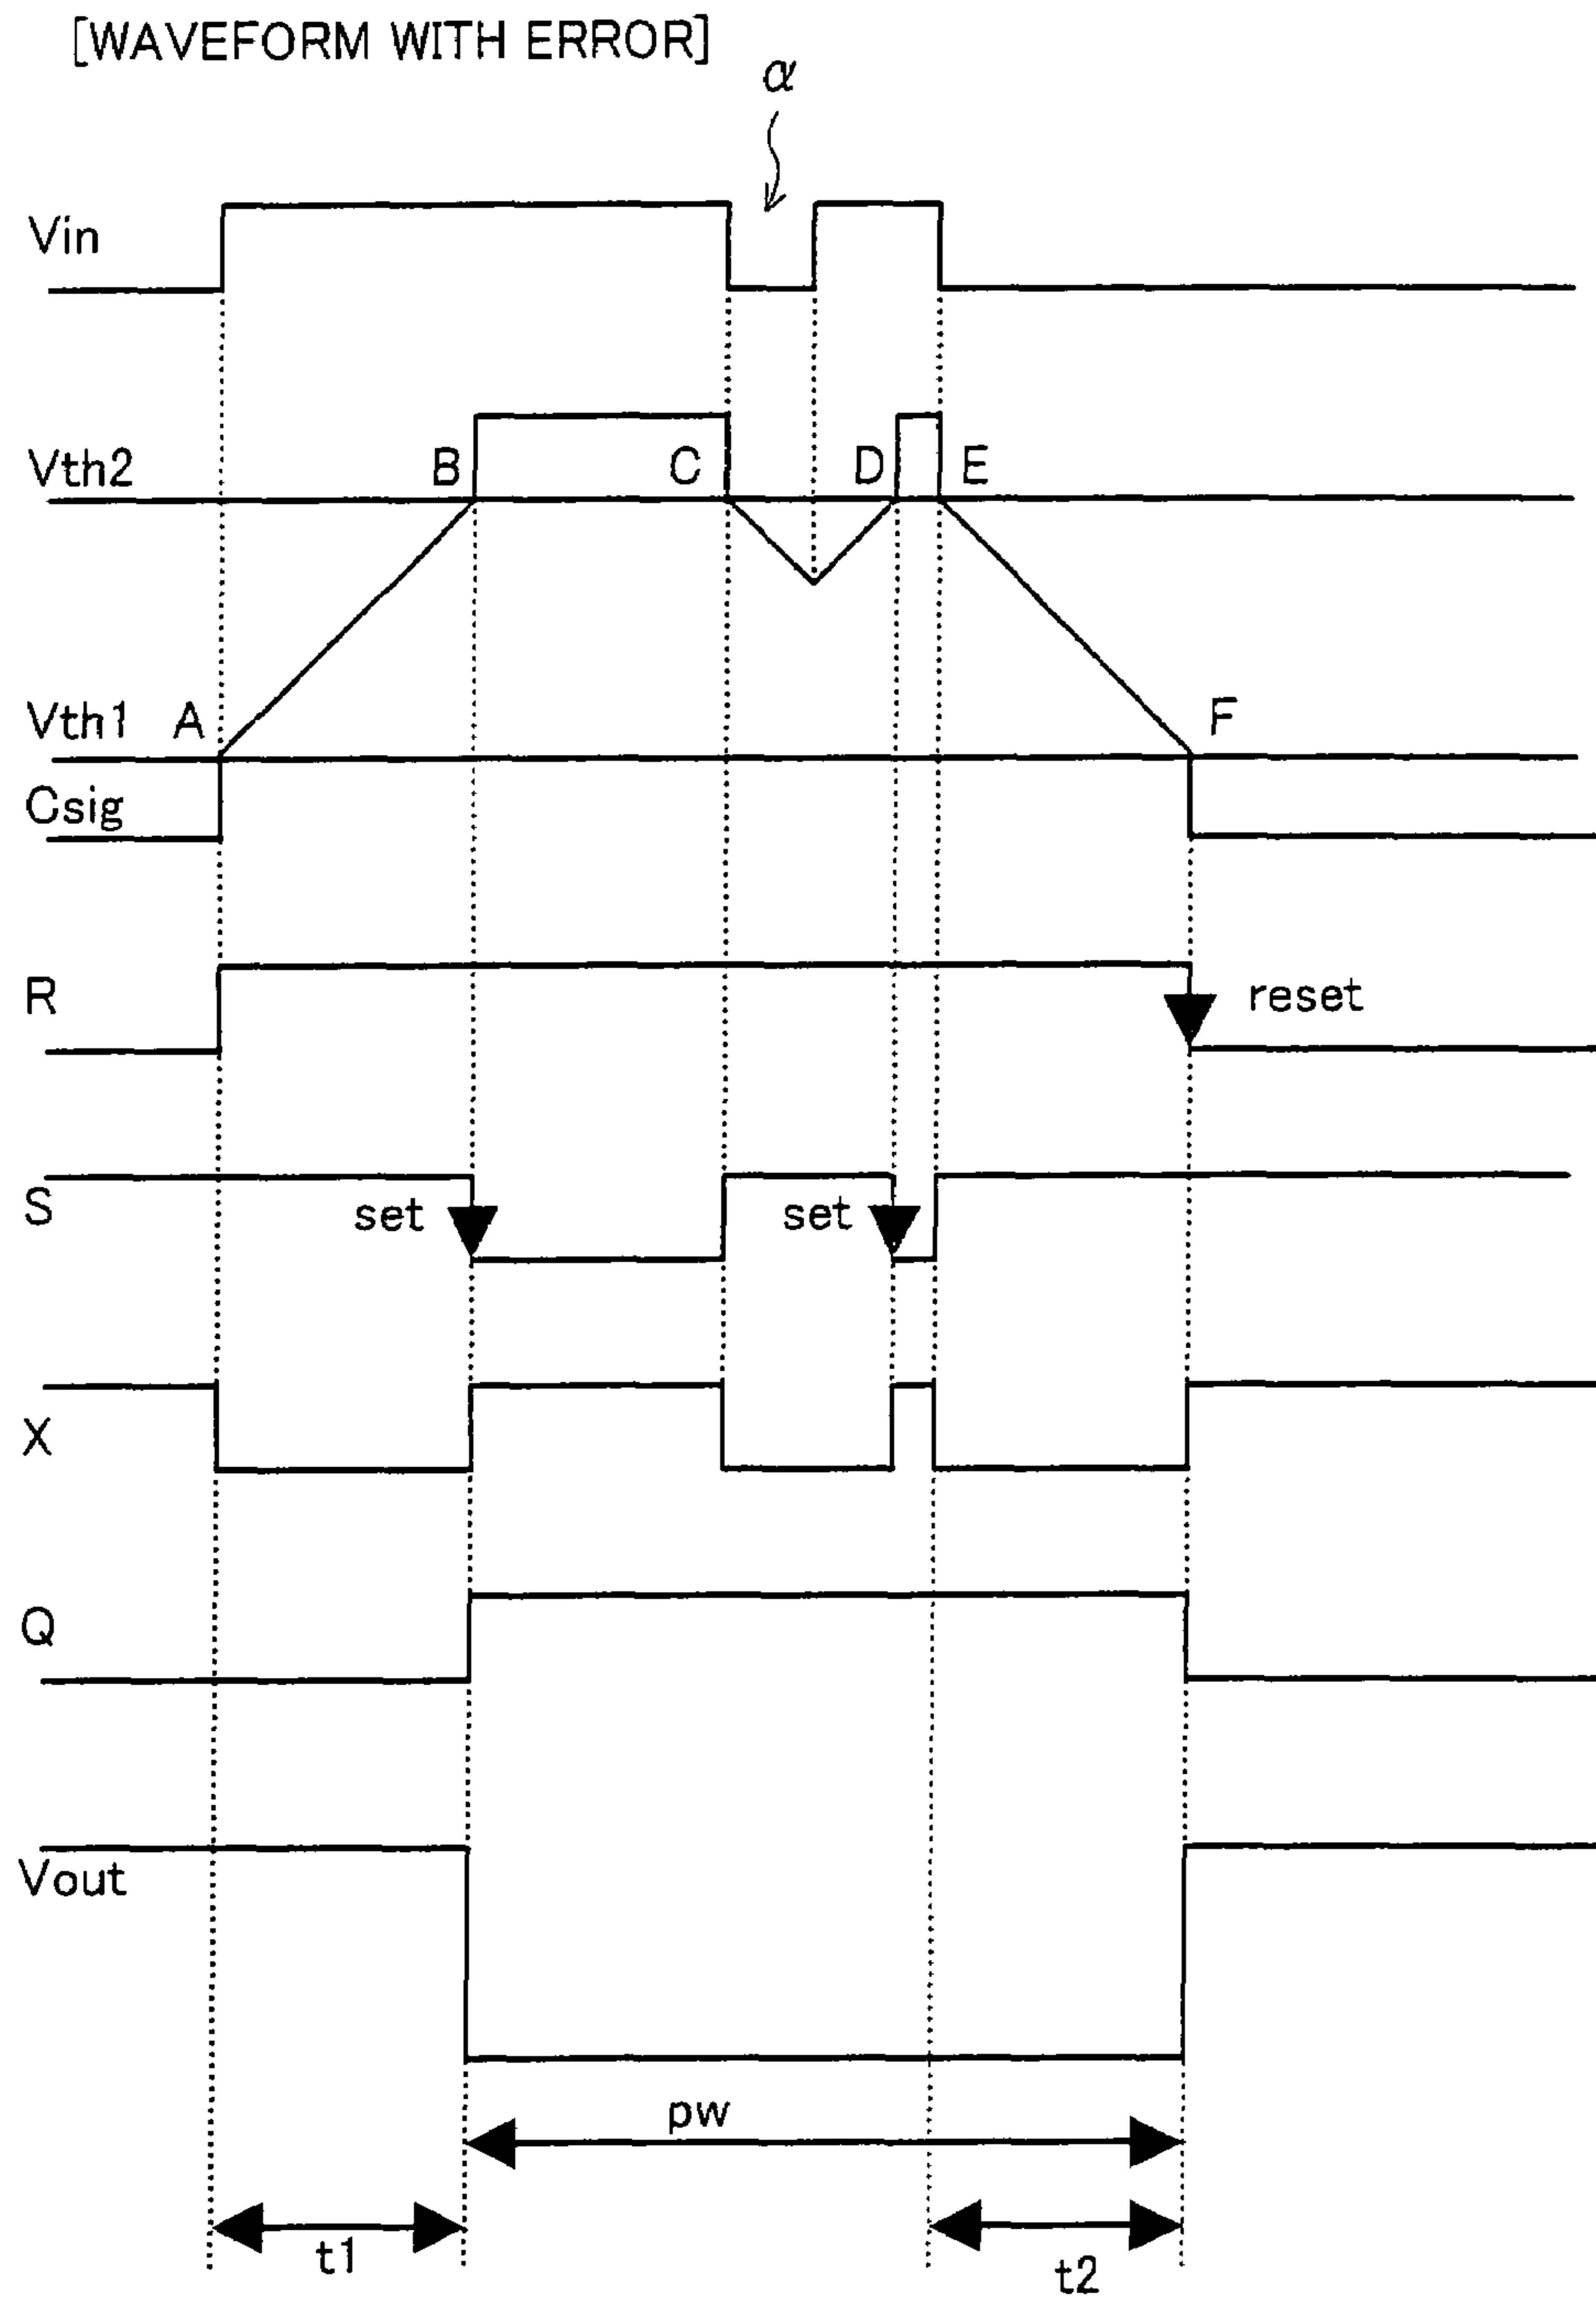 [WAVEFORM WITH ERROR]
α
Vin
Vth2 B C D E
Vth1 A F
Csig
R reset
S set set
X
Q
Vout
pw
t1 t2